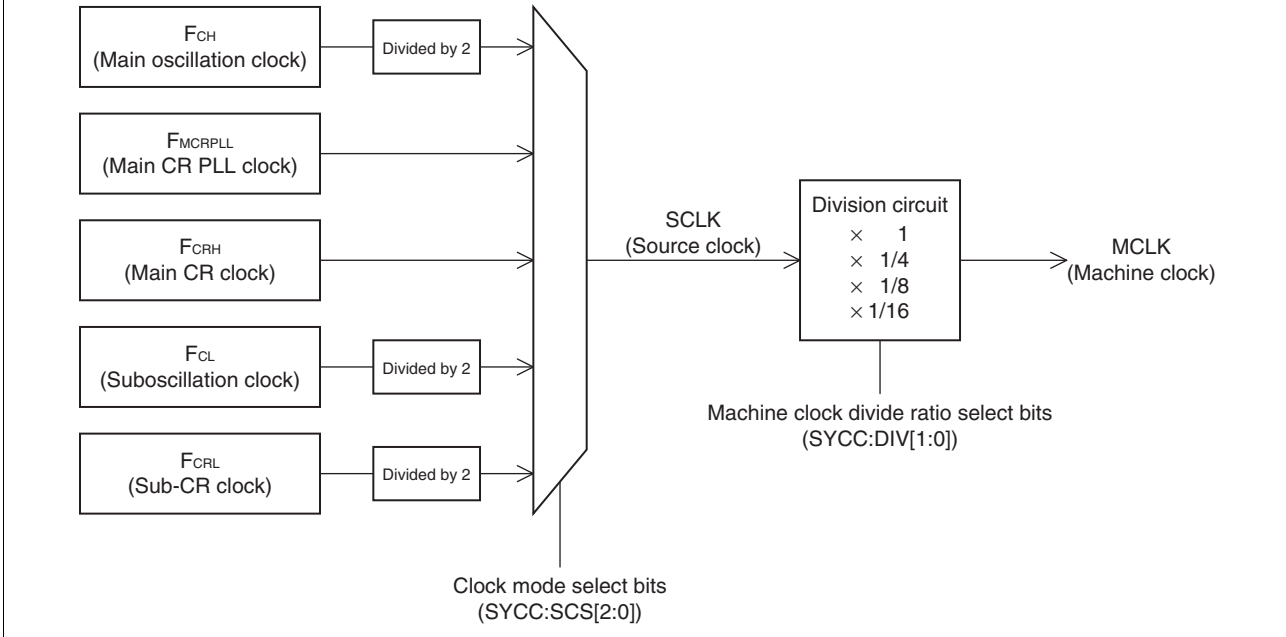 FCH
(Main oscillation clock)
Divided by 2
FMCRPLL
(Main CR PLL clock)
FCRH
(Main CR clock)
FCL
(Suboscillation clock)
Divided by 2
FCRL
(Sub-CR clock)
Divided by 2
Clock mode select bits
(SYCC:SCS[2:0])
SCLK
(Source clock)
Division circuit
× 1
× 1/4
× 1/8
× 1/16
Machine clock divide ratio select bits
(SYCC:DIV[1:0])
MCLK
(Machine clock)